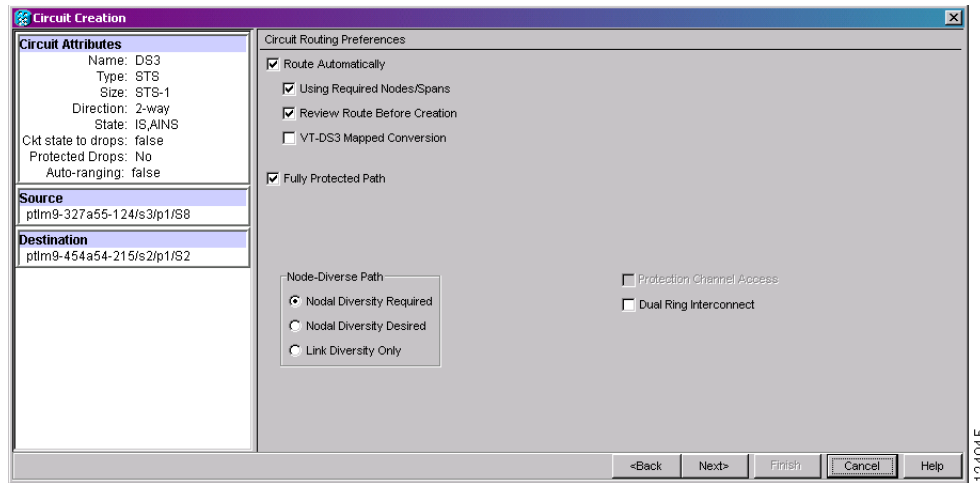 Circuit Creation
Circuit Attributes
Name: DS3
Type: STS
Size: STS-1
Direction: 2-way
State: IS,AINS
Ckt state to drops: false
Protected Drops: No
Auto-ranging: false
Source
ptlm9-327a55-124/s3/p1/S8
Destination
ptlm9-454a54-215/s2/p1/S2
Circuit Routing Preferences
Route Automatically
Using Required Nodes/Spans
Review Route Before Creation
VT-DS3 Mapped Conversion
Fully Protected Path
Node-Diverse Path
Nodal Diversity Required
Nodal Diversity Desired
Link Diversity Only
Protection Channel Access
Dual Ring Interconnect
<Back
Next>
Finish
Cancel
Help